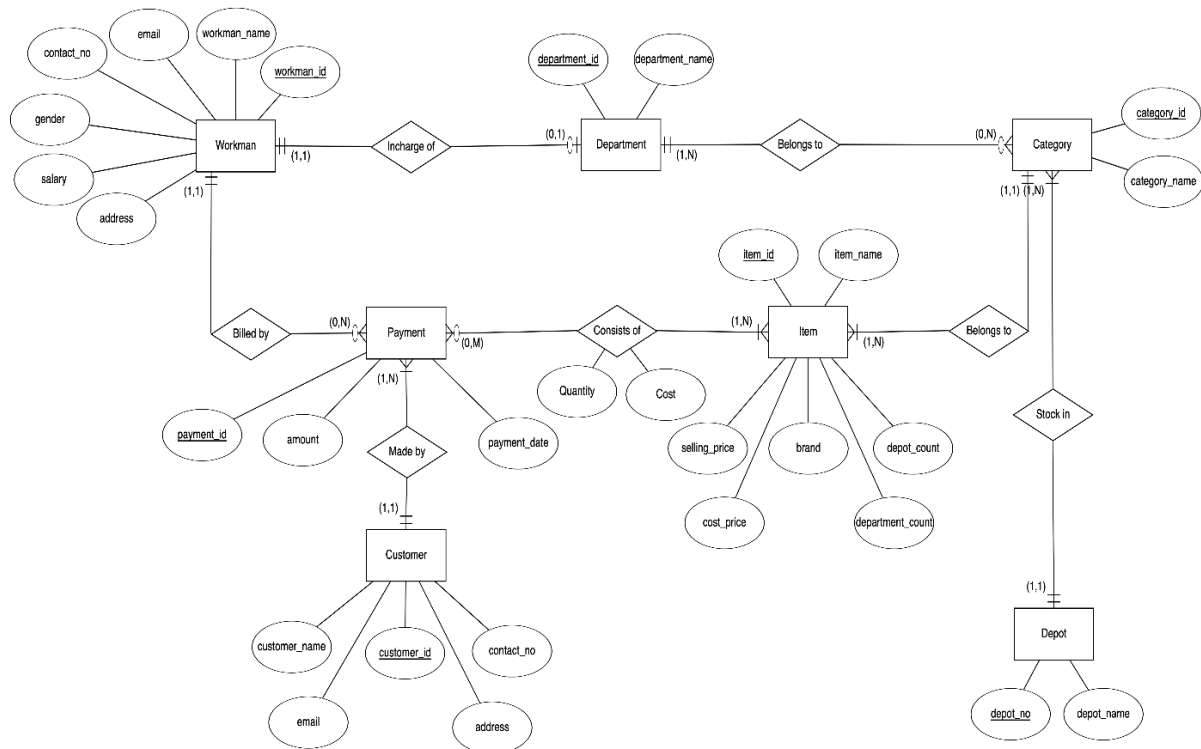 email
workman_name
contact_no
workman_id
department_id
department_name
category_id
gender
Workman
(1,1)
Incharge of
(0,1)
Department
(1,N)
Belongs to
(0,N)
Category
salary
category_name
(1,1)
(1,1)
(1,N)
address
item_id
item_name
Billed by
(0,N)
Payment
(0,M)
Consists of
(1,N)
Item
(1,N)
Belongs to
(1,N)
Quantity
Cost
Stock in
payment_id
amount
payment_date
selling_price
brand
depot_count
Made by
cost_price
department_count
(1,1)
Customer
(1,1)
Depot
customer_name
customer_id
contact_no
email
address
depot_no
depot_name